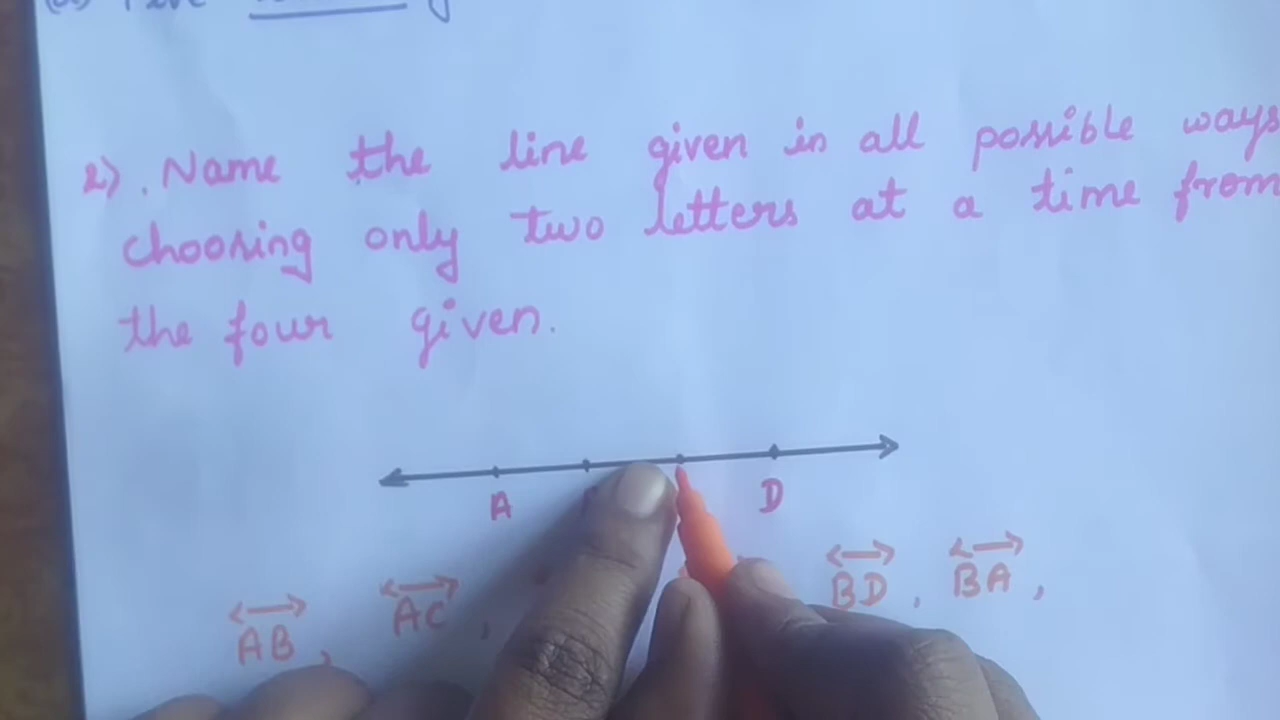 2). Name the line given in all possible ways
choosing only two letters at a time from
the four given.
A D
AB, AC, BD, BA,